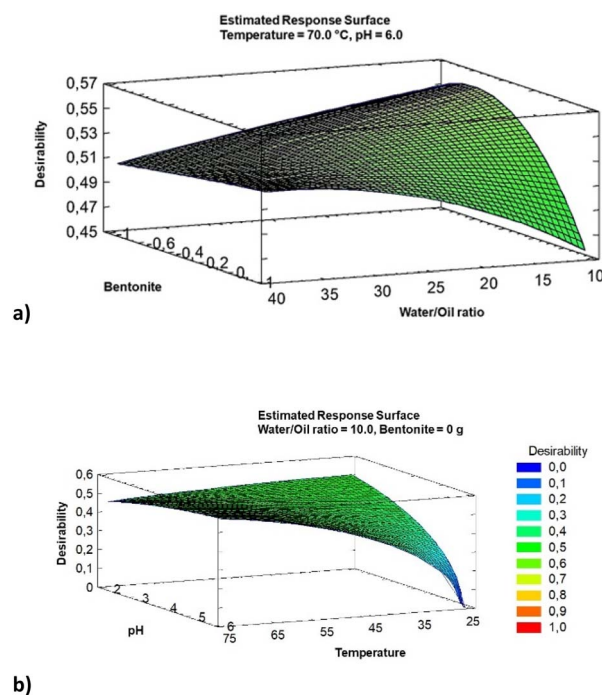 Estimated Response Surface
Temperature = 70.0 °C, pH = 6.0
0,57
0,55
0,53
0,51
0,49
0,47
0,45
Desirability
1 0,6 0,4 0,2 0 1
Bentonite
40 35 30 25 20 15 10
Water/Oil ratio
a)
Estimated Response Surface
Water/Oil ratio = 10.0, Bentonite = 0 g
0,6
0,5
0,4
0,3
0,2
0,1
0
Desirability
2 3 4 5 6
pH
75 65 55 45 35 25
Temperature
Desirability
0,0
0,1
0,2
0,3
0,4
0,5
0,6
0,7
0,8
0,9
1,0
b)